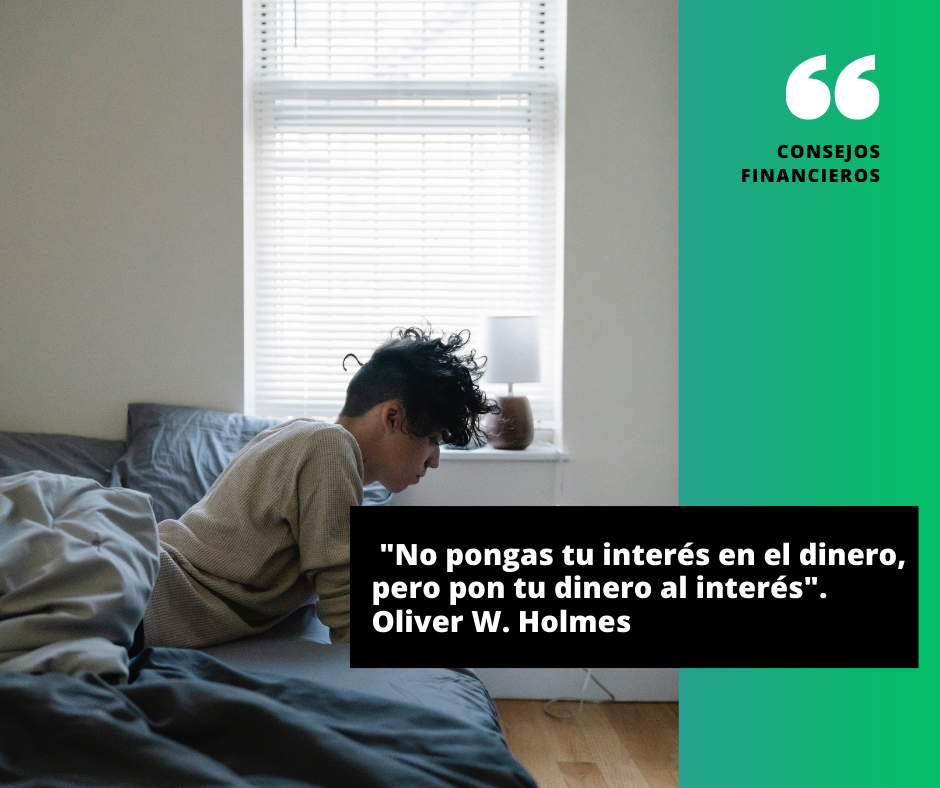 CONSEJOS
FINANCIEROS
"No pongas tu interés en el dinero,
pero pon tu dinero al interés".
Oliver W. Holmes